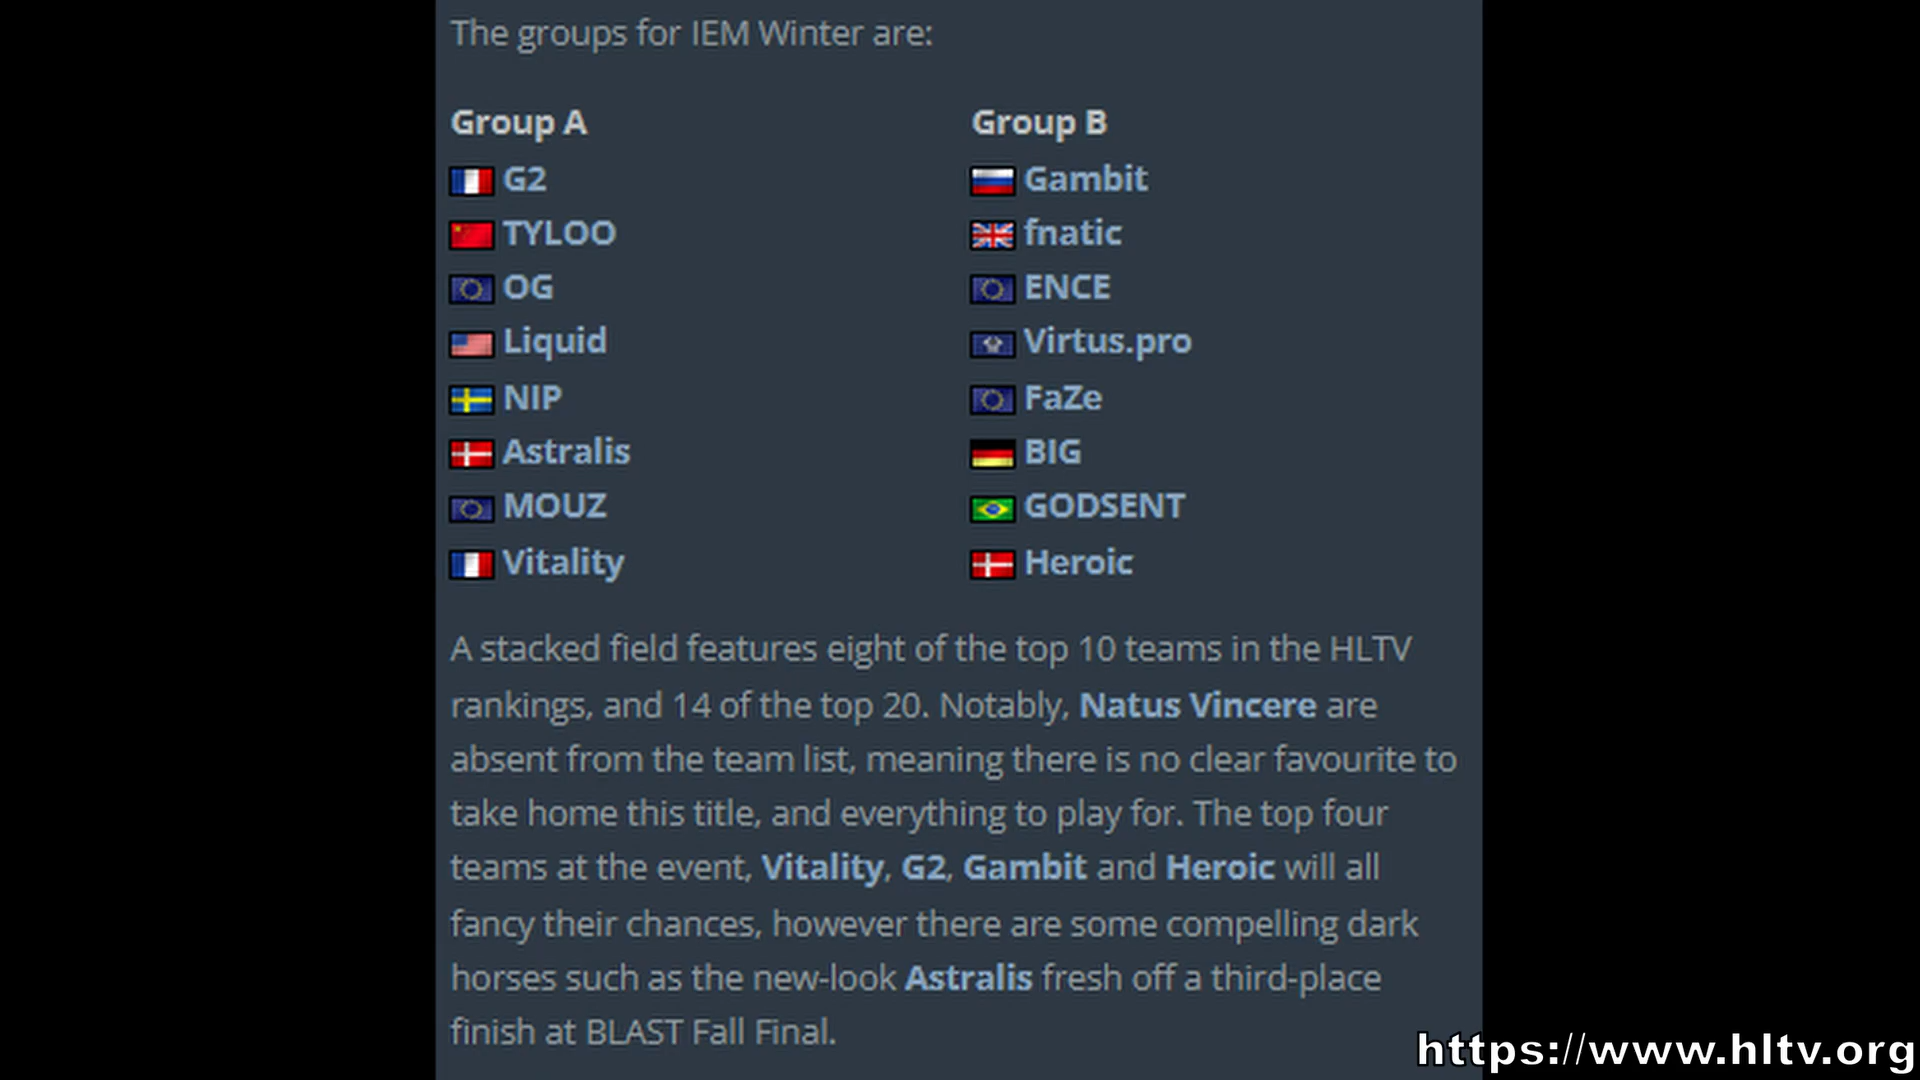 The groups for IEM Winter are:
Group A
G2
TYLOO
OG
Liquid
NIP
Astralis
MOUZ
Vitality
Group B
Gambit
fnatic
ENCE
Virtus.pro
FaZe
BIG
GODSENT
Heroic
A stacked field features eight of the top 10 teams in the HLTV
rankings, and 14 of the top 20. Notably, Natus Vincere are
absent from the team list, meaning there is no clear favourite to
take home this title, and everything to play for. The top four
teams at the event, Vitality, G2, Gambit and Heroic will all
fancy their chances, however there are some compelling dark
horses such as the new-look Astralis fresh off a third-place
finish at BLAST Fall Final.
https://www.hltv.org